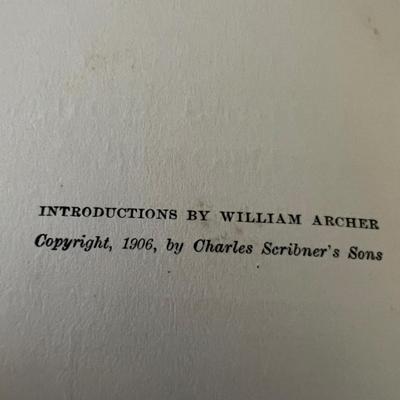 INTRODUCTIONS BY WILLIAM ARCHER
Copyright, 1906, by Charles Scribner's Sons